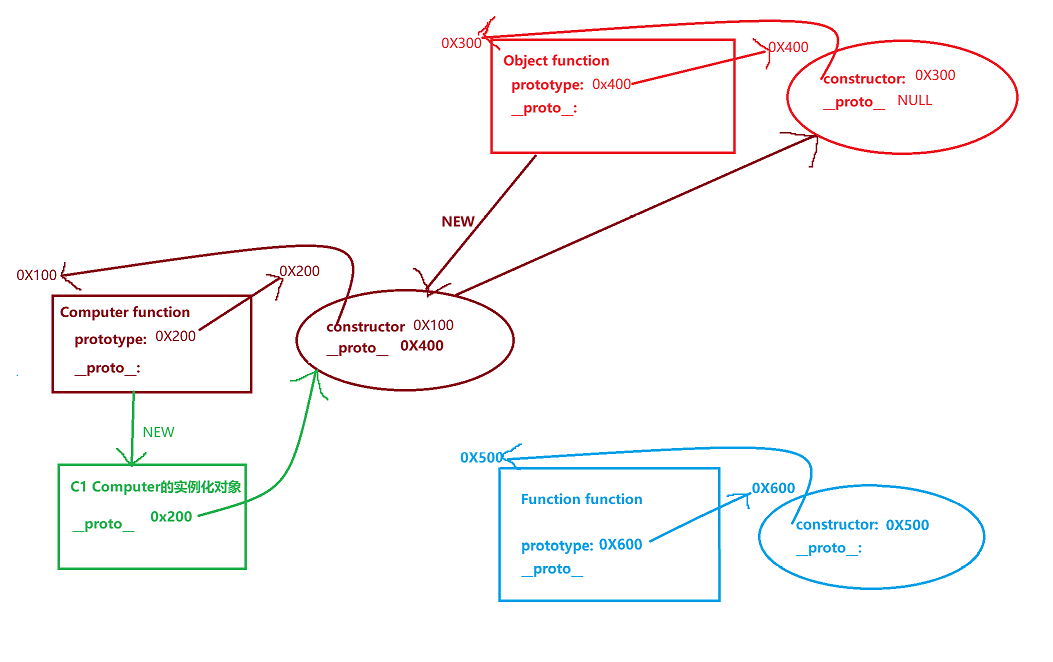 0X300
Object function
prototype: 0x400
__proto__:
0X400
constructor: 0X300
__proto__ NULL
NEW
0X100
Computer function
prototype: 0X200
__proto__:
0X200
constructor 0X100
__proto__ 0X400
NEW
C1 Computer的实例化对象
__proto__ 0x200
0X500
Function function
prototype: 0X600
__proto__
0X600
constructor: 0X500
__proto__: